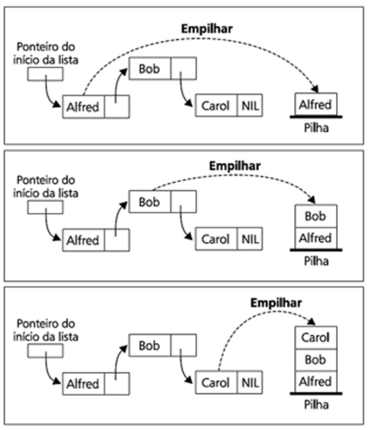 Empilhar
Ponteiro do
início da lista
Bob
Alfred
Carol NIL
Alfred
Pilha
Empilhar
Ponteiro do
início da lista
Bob
Bob
Alfred
Carol NIL
Alfred
Pilha
Empilhar
Ponteiro do
início da lista
Carol
Bob
Bob
Alfred
Carol NIL
Alfred
Pilha